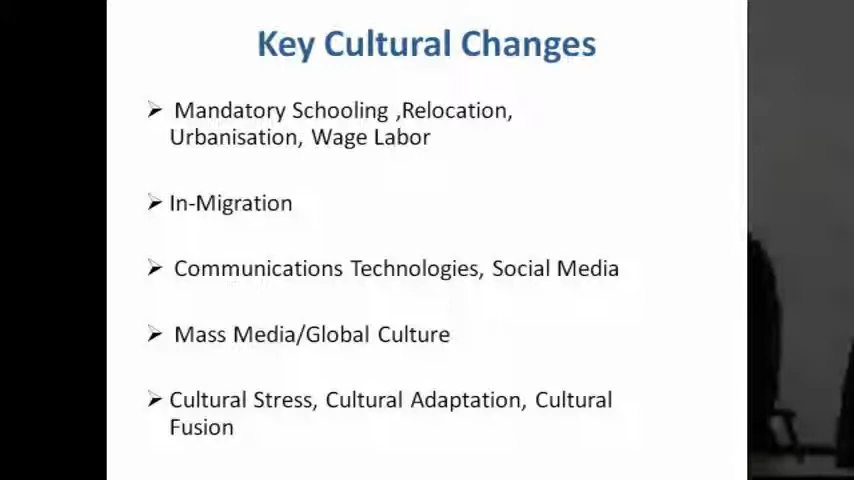 Key Cultural Changes
➢ Mandatory Schooling ,Relocation,
Urbanisation, Wage Labor
➢ In-Migration
➢ Communications Technologies, Social Media
➢ Mass Media/Global Culture
➢ Cultural Stress, Cultural Adaptation, Cultural
Fusion